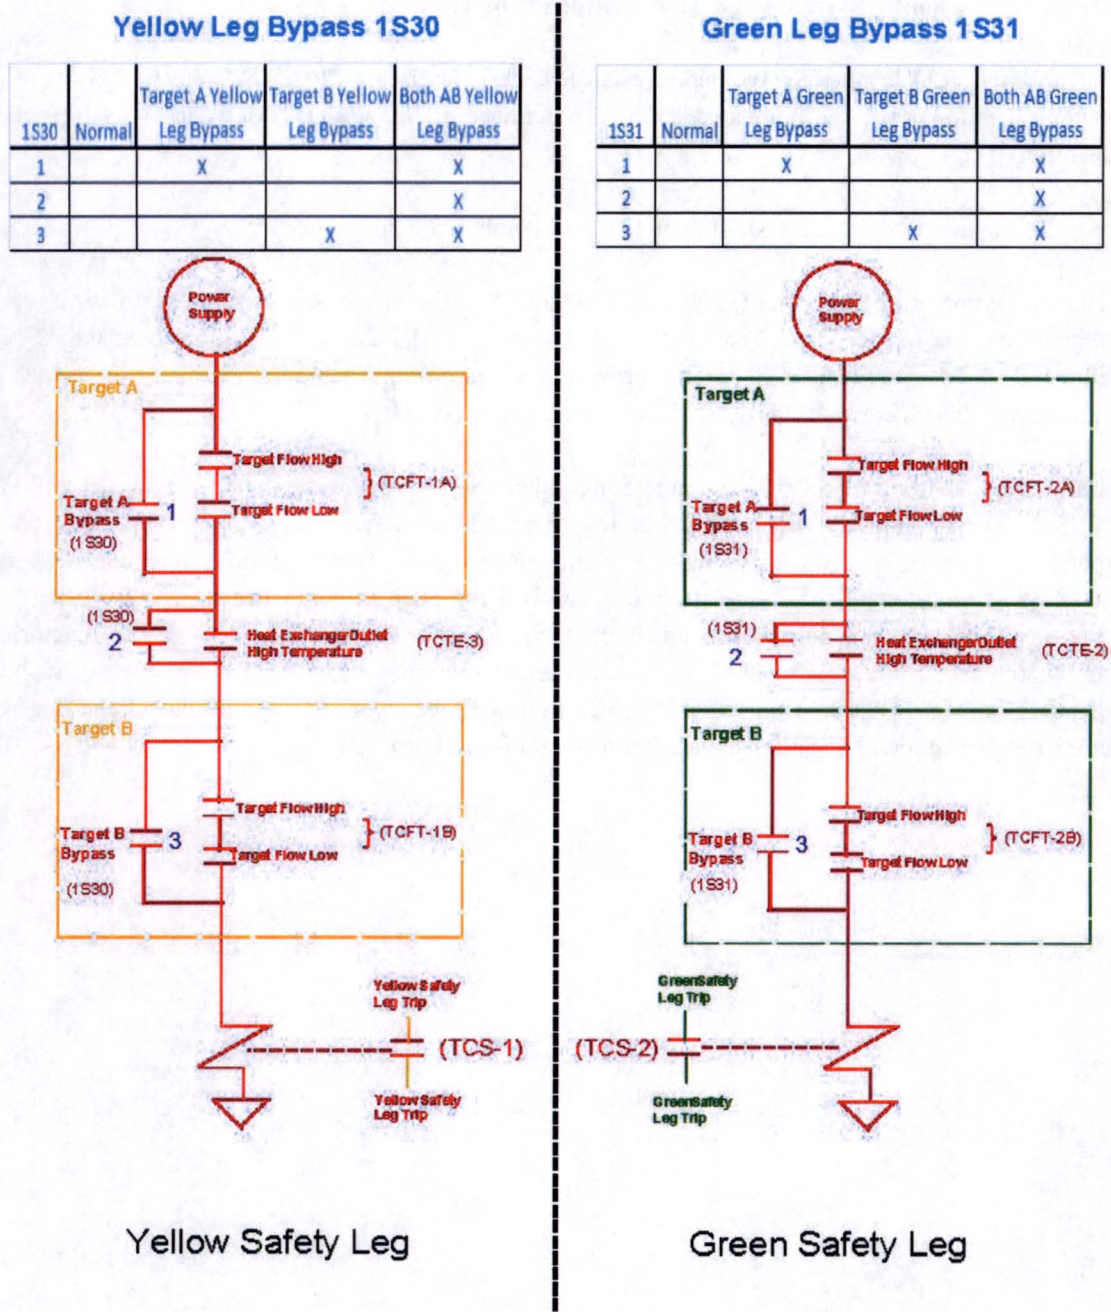 Yellow Leg Bypass 1S30
1S30 Normal Target A Yellow Leg Bypass Target B Yellow Leg Bypass Both AB Yellow Leg Bypass
1 X X
2 X
3 X X
Power
Supply
Target A
Target Flow High
(TCFT-1A)
Target Flow Low
Target A
Bypass
(1S30)
1
(1S30)
2
Heat Exchanger Outlet
High Temperature
(TCTE-3)
Target B
Target Flow High
(TCFT-1B)
Target Flow Low
Target B
Bypass
(1S30)
3
Yellow Safety
Leg Trip
(TCS-1)
Yellow Safety
Leg Trip
Yellow Safety Leg
Green Leg Bypass 1S31
1S31 Normal Target A Green Leg Bypass Target B Green Leg Bypass Both AB Green Leg Bypass
1 X X
2 X
3 X X
Power
Supply
Target A
Target Flow High
(TCFT-2A)
Target Flow Low
Target A
Bypass
(1S31)
1
(1S31)
2
Heat Exchanger Outlet
High Temperature
(TCTE-2)
Target B
Target Flow High
(TCFT-2B)
Target Flow Low
Target B
Bypass
(1S31)
3
Green Safety
Leg Trip
(TCS-2)
Green Safety
Leg Trip
Green Safety Leg